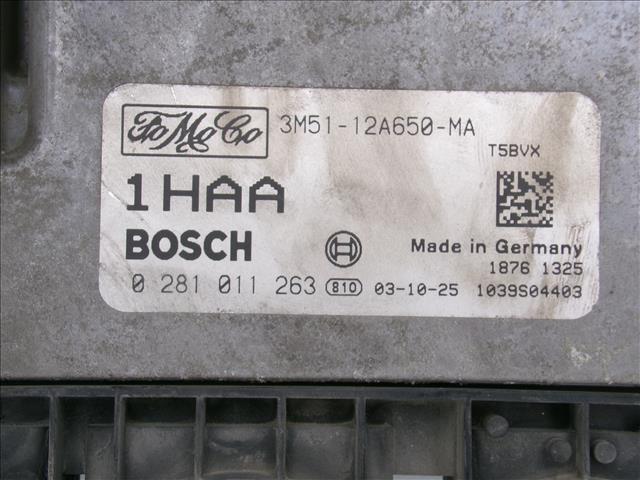 FoMoCo 3M51-12A650-MA
T5BVX
1HAA
BOSCH Made in Germany
1876 1325
0 281 011 263 810 03-10-25 1039S04403